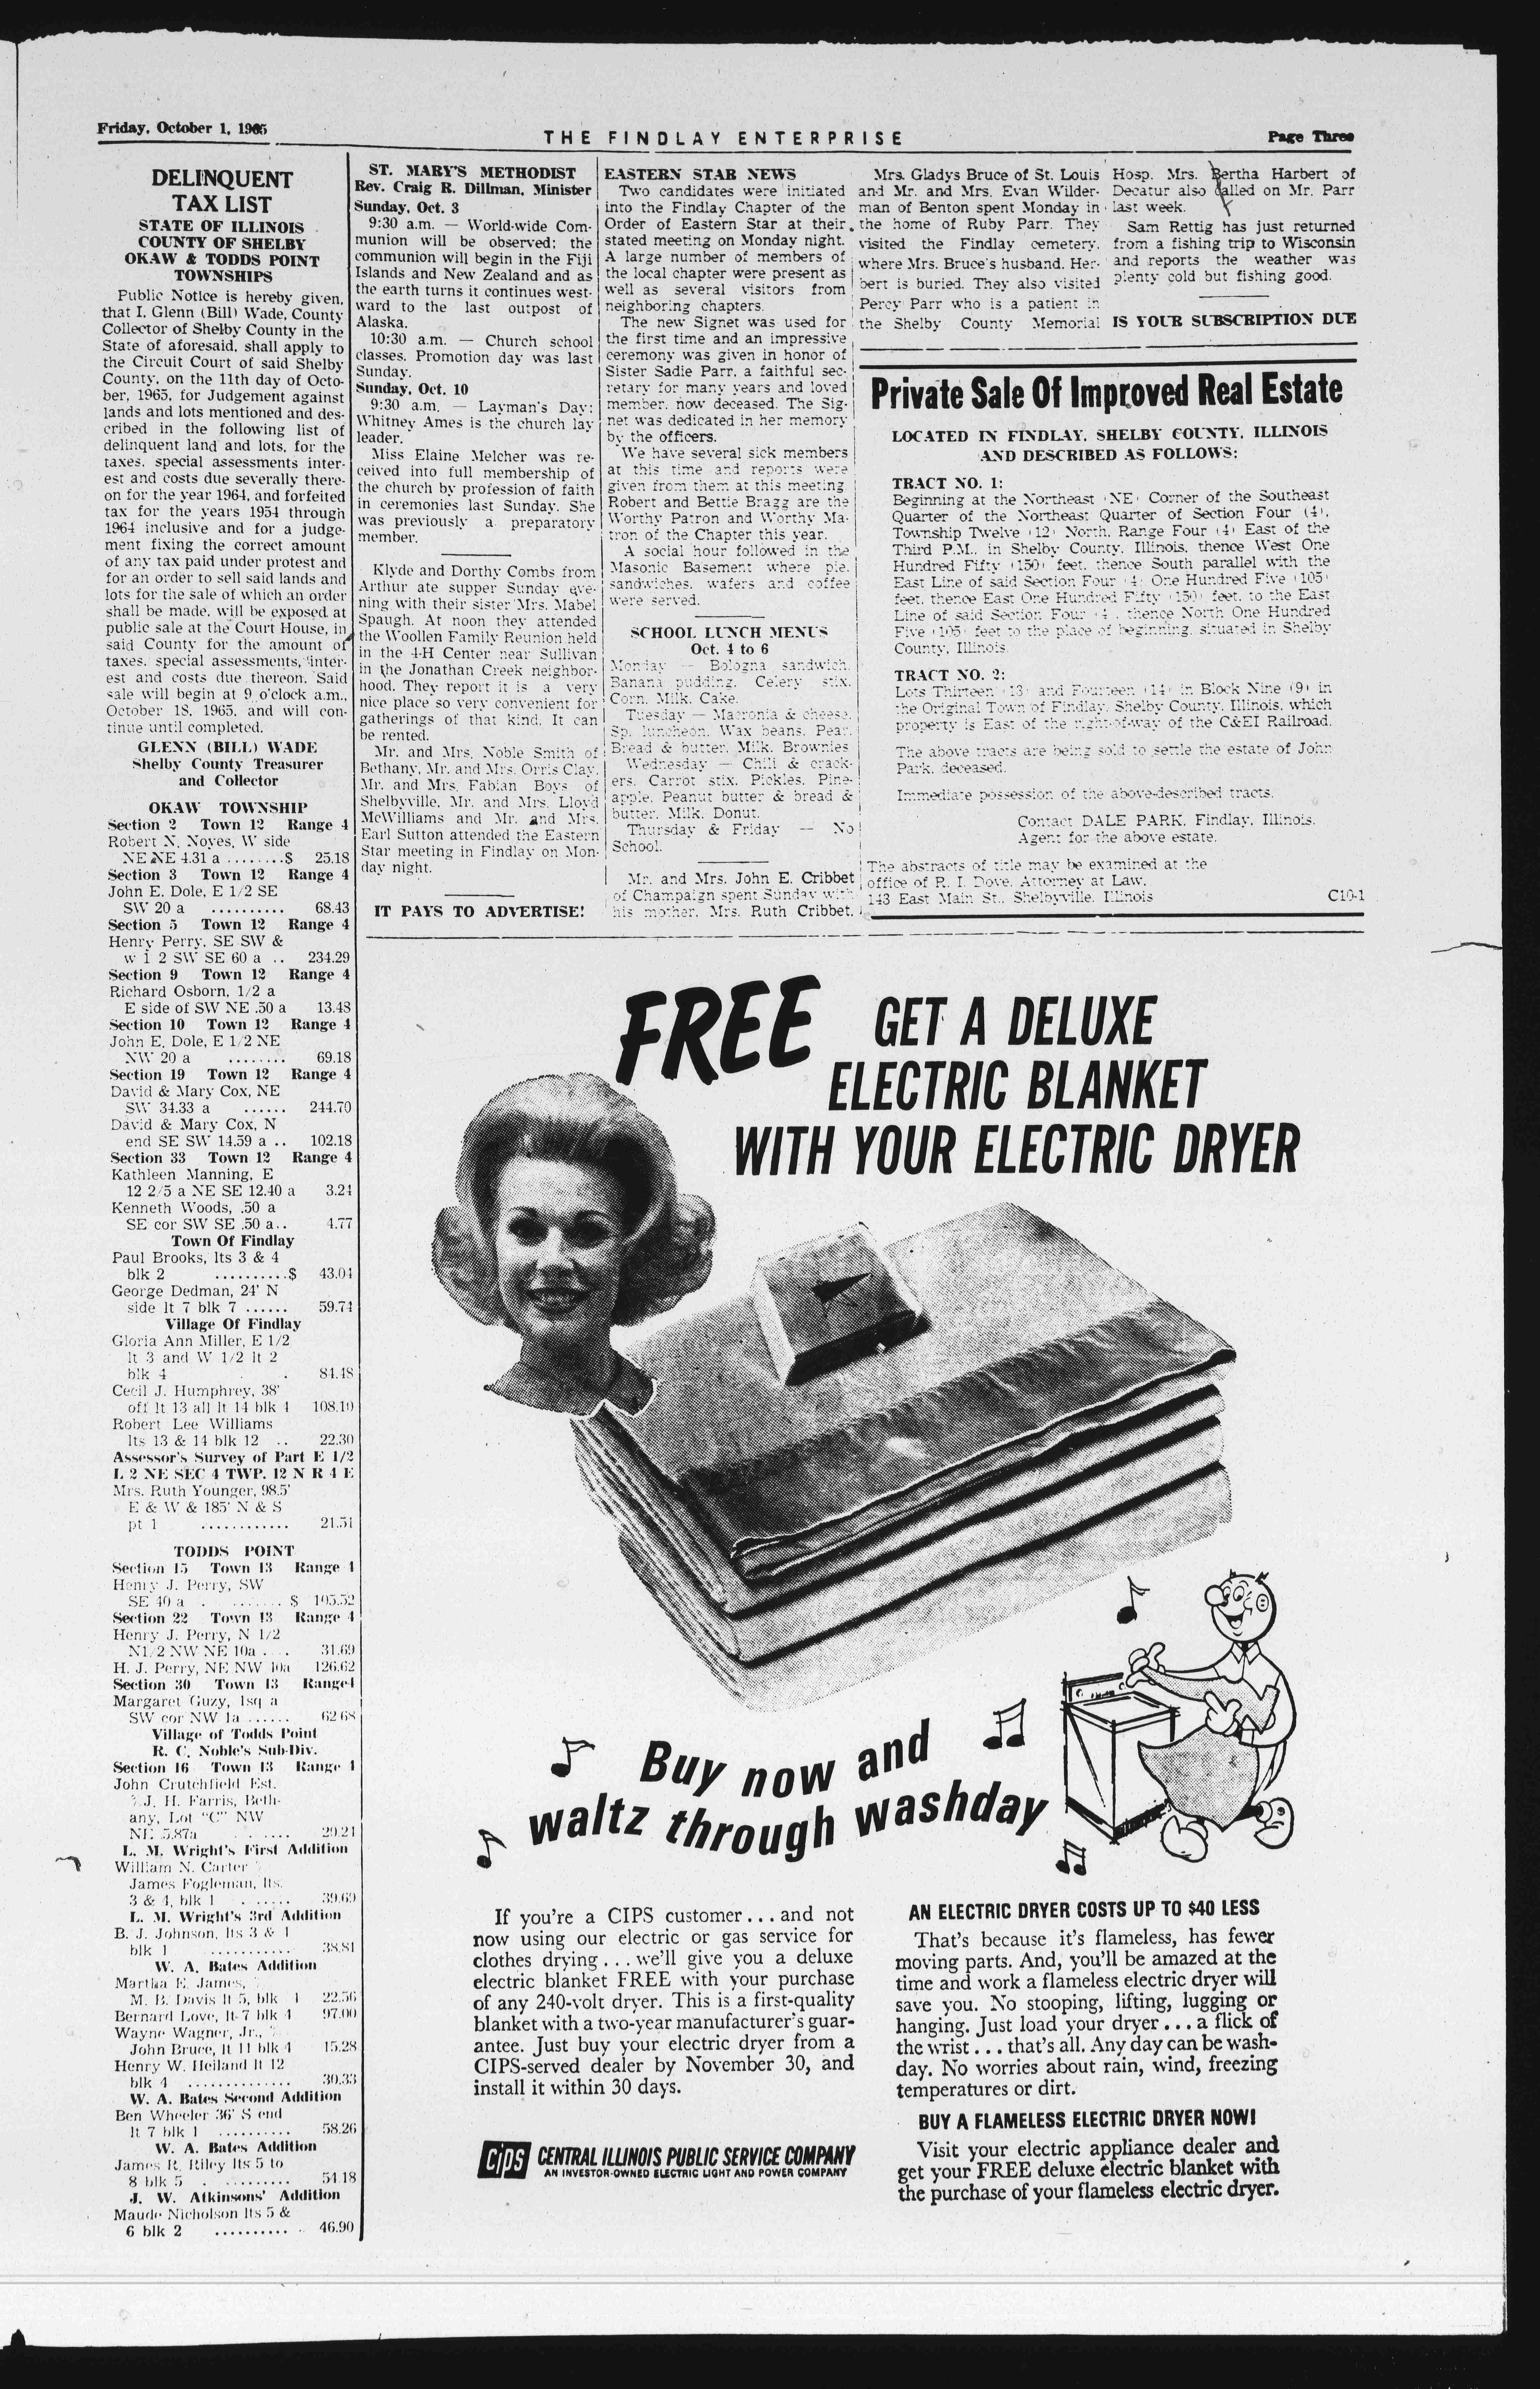 Friday, October 1, 1965
THE FINDLAY ENTERPRISE
Page Three
DELINQUENT
TAX LIST
STATE OF ILLINOIS
COUNTY OF SHELBY
OKAW & TODDS POINT
TOWNSHIPS
Public Notice is hereby given,
that I, Glenn (Bill) Wade, County
Collector of Shelby County in the
State of aforesaid, shall apply to
the Circuit Court of said Shelby
County, on the 11th day of Octo-
ber, 1965, for Judgement against
lands and lots mentioned and des-
cribed in the following list of
delinquent land and lots, for the
taxes, special assessments inter-
est and costs due severally there-
on for the year 1964, and forfeited
tax for the years 1954 through
1964 inclusive and for a judge-
ment fixing the correct amount
of any tax paid under protest and
for an order to sell said lands and
lots for the sale of which an order
shall be made, will be exposed at
public sale at the Court House, in
said County for the amount of
taxes, special assessments, inter-
est and costs due thereon. Said
sale will begin at 9 o'clock a.m.,
October 18, 1965, and will con-
tinue until completed.
GLENN (BILL) WADE
Shelby County Treasurer
and Collector
OKAW TOWNSHIP
Section 2 Town 12 Range 4
Robert N. Noyes, W side
NE NE 4.31 a ........$ 25.18
Section 3 Town 12 Range 4
John E. Dole, E 1/2 SE
SW 20 a .......... 68.43
Section 5 Town 12 Range 4
Henry Perry, SE SW &
w 1 2 SW SE 60 a .. 234.29
Section 9 Town 12 Range 4
Richard Osborn, 1/2 a
E side of SW NE .50 a 13.48
Section 10 Town 12 Range 4
John E. Dole, E 1/2 NE
NW 20 a ........ 69.18
Section 19 Town 12 Range 4
David & Mary Cox, NE
SW 34.33 a ...... 244.70
David & Mary Cox, N
end SE SW 14.59 a .. 102.18
Section 33 Town 12 Range 4
Kathleen Manning, E
12 2/5 a NE SE 12.40 a 3.24
Kenneth Woods, .50 a
SE cor SW SE .50 a.. 4.77
Town Of Findlay
Paul Brooks, lts 3 & 4
blk 2 ..........$ 43.04
George Dedman, 24' N
side lt 7 blk 7 ...... 59.74
Village Of Findlay
Gloria Ann Miller, E 1/2
lt 3 and W 1/2 lt 2
blk 4 . . 84.48
Cecil J. Humphrey, 38'
off lt 13 all lt 14 blk 4 108.10
Robert Lee Williams
lts 13 & 14 blk 12 .. 22.30
Assessor's Survey of Part E 1/2
L 2 NE SEC 4 TWP. 12 N R 4 E
Mrs. Ruth Younger, 98.5'
E & W & 185' N & S
pt 1 ............ 21.51
TODDS POINT
Section 15 Town 13 Range 4
Henry J. Perry, SW
SE 40 a . ....... $ 105.52
Section 22 Town 13 Range 4
Henry J. Perry, N 1/2
N1/2 NW NE 10a . . . 31.69
H. J. Perry, NE NW 40a 126.62
Section 30 Town 13 Range4
Margaret Guzy, 1sq a
SW cor NW 1a ...... 62.68
Village of Todds Point
R. C. Noble's Sub-Div.
Section 16 Town 13 Range 4
John Crutchfield Est.
J. H. Farris, Beth-
any, Lot "C" NW
NE 5.87a ...... 29.21
L. M. Wright's First Addition
William N. Carter
James Fogleman, lts.
3 & 4, blk 1 . ..... 39.69
L. M. Wright's 3rd Addition
B. J. Johnson, lts 3 & 4
blk 1 ........... 38.81
W. A. Bates Addition
Martha E. James,
M. B. Davis lt 5, blk 4 22.56
Bernard Love, lt 7 blk 4 97.00
Wayne Wagner, Jr.,
John Bruce, lt 11 blk 4 15.28
Henry W. Heiland lt 12
blk 4 .............. 30.33
W. A. Bates Second Addition
Ben Wheeler 36' S end
lt 7 blk 1 .......... 58.26
W. A. Bates Addition
James R. Riley lts 5 to
8 blk 5 . ......... 54.18
J. W. Atkinsons' Addition
Maude Nicholson lts 5 &
6 blk 2 .......... . 46.90
ST. MARY'S METHODIST
Rev. Craig R. Dillman, Minister
Sunday, Oct. 3
9:30 a.m. — World-wide Com-
munion will be observed; the
communion will begin in the Fiji
Islands and New Zealand and as
the earth turns it continues west-
ward to the last outpost of
Alaska.
10:30 a.m. — Church school
classes. Promotion day was last
Sunday.
Sunday, Oct. 10
9:30 a.m. — Layman's Day;
Whitney Ames is the church lay
leader.
Miss Elaine Melcher was re-
ceived into full membership of
the church by profession of faith
in ceremonies last Sunday. She
was previously a preparatory
member.
Klyde and Dorthy Combs from
Arthur ate supper Sunday eve-
ning with their sister Mrs. Mabel
Spaugh. At noon they attended
the Woollen Family Reunion held
in the 4-H Center near Sullivan
in the Jonathan Creek neighbor-
hood. They report it is a very
nice place so very convenient for
gatherings of that kind. It can
be rented.
Mr. and Mrs. Noble Smith of
Bethany, Mr. and Mrs. Orris Clay,
Mr. and Mrs. Fabian Boys of
Shelbyville, Mr. and Mrs. Lloyd
McWilliams and Mr. and Mrs.
Earl Sutton attended the Eastern
Star meeting in Findlay on Mon-
day night.
IT PAYS TO ADVERTISE!
EASTERN STAR NEWS
Two candidates were initiated
into the Findlay Chapter of the
Order of Eastern Star at their
stated meeting on Monday night.
A large number of members of
the local chapter were present as
well as several visitors from
neighboring chapters.
The new Signet was used for
the first time and an impressive
ceremony was given in honor of
Sister Sadie Parr, a faithful sec-
retary for many years and loved
member, now deceased. The Sig-
net was dedicated in her memory
by the officers.
We have several sick members
at this time and reports were
given from them at this meeting.
Robert and Bettie Bragg are the
Worthy Patron and Worthy Ma-
tron of the Chapter this year.
A social hour followed in the
Masonic Basement where pie,
sandwiches, wafers and coffee
were served.
SCHOOL LUNCH MENUS
Oct. 4 to 6
Monday — Bologna sandwich,
Banana pudding, Celery stix,
Corn, Milk, Cake.
Tuesday — Macronia & cheese,
Sp. luncheon, Wax beans, Pear,
Bread & butter, Milk, Brownies
Wednesday — Chili & crack-
ers, Carrot stix, Pickles, Pine-
apple, Peanut butter & bread &
butter, Milk, Donut.
Thursday & Friday — No
School.
Mr. and Mrs. John E. Cribbet
of Champaign spent Sunday with
his mother, Mrs. Ruth Cribbet.
Mrs. Gladys Bruce of St. Louis
and Mr. and Mrs. Evan Wilder-
man of Benton spent Monday in
the home of Ruby Parr. They
visited the Findlay cemetery,
where Mrs. Bruce's husband, Her-
bert is buried. They also visited
Percy Parr who is a patient in
the Shelby County Memorial
Hosp. Mrs. Bertha Harbert of
Decatur also called on Mr. Parr
last week.
Sam Rettig has just returned
from a fishing trip to Wisconsin
and reports the weather was
plenty cold but fishing good.
IS YOUR SUBSCRIPTION DUE
Private Sale Of Improved Real Estate
LOCATED IN FINDLAY, SHELBY COUNTY, ILLINOIS
AND DESCRIBED AS FOLLOWS:
TRACT NO. 1:
Beginning at the Northeast (NE) Corner of the Southeast
Quarter of the Northeast Quarter of Section Four (4),
Township Twelve (12) North, Range Four (4) East of the
Third P.M., in Shelby County, Illinois, thence West One
Hundred Fifty (150) feet, thence South parallel with the
East Line of said Section Four (4) One Hundred Five (105)
feet, thence East One Hundred Fifty (150) feet, to the East
Line of said Section Four (4), thence North One Hundred
Five (105) feet to the place of beginning, situated in Shelby
County, Illinois.
TRACT NO. 2:
Lots Thirteen (13) and Fourteen (14) in Block Nine (9) in
the Original Town of Findlay, Shelby County, Illinois, which
property is East of the right-of-way of the C&EI Railroad.
The above tracts are being sold to settle the estate of John
Park, deceased.
Immediate possession of the above-described tracts.
Contact DALE PARK, Findlay, Illinois,
Agent for the above estate.
The abstracts of title may be examined at the
office of R. I. Dove, Attorney at Law,
143 East Main St., Shelbyville, Illinois
C10-1
FREE GET A DELUXE
ELECTRIC BLANKET
WITH YOUR ELECTRIC DRYER
Buy now and
waltz through washday
If you're a CIPS customer...and not
now using our electric or gas service for
clothes drying...we'll give you a deluxe
electric blanket FREE with your purchase
of any 240-volt dryer. This is a first-quality
blanket with a two-year manufacturer's guar-
antee. Just buy your electric dryer from a
CIPS-served dealer by November 30, and
install it within 30 days.
CIPS CENTRAL ILLINOIS PUBLIC SERVICE COMPANY
AN INVESTOR-OWNED ELECTRIC LIGHT AND POWER COMPANY
AN ELECTRIC DRYER COSTS UP TO $40 LESS
That's because it's flameless, has fewer
moving parts. And, you'll be amazed at the
time and work a flameless electric dryer will
save you. No stooping, lifting, lugging or
hanging. Just load your dryer...a flick of
the wrist...that's all. Any day can be wash-
day. No worries about rain, wind, freezing
temperatures or dirt.
BUY A FLAMELESS ELECTRIC DRYER NOW!
Visit your electric appliance dealer and
get your FREE deluxe electric blanket with
the purchase of your flameless electric dryer.